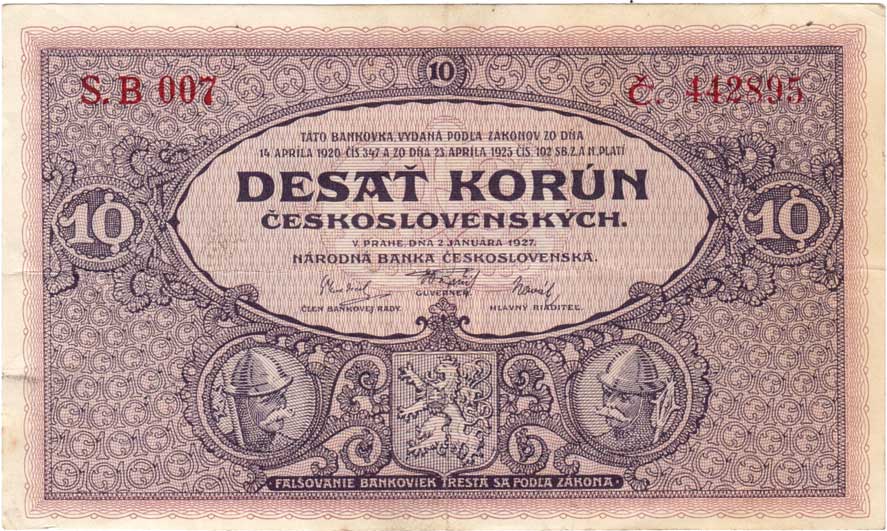 10
S. B 007
Č. 442895
TÁTO BANKOVKA, VYDANÁ PODĽA ZÁKONOV ZO DŇA
14. APRÍLA 1920 ČÍS. 347 A ZO DŇA 23. APRÍLA 1925 ČÍS. 102 SB. Z. A N. PLATÍ
DESAŤ KORÚN
ČESKOSLOVENSKÝCH.
10
10
V PRAHE, DŇA 2. JANUÁRA 1927.
NÁRODNÁ BANKA ČESKOSLOVENSKÁ.
ČLEN BANKOVEJ RADY.
GUVERNÉR.
HLAVNÝ RIADITEĽ.
FALŠOVANIE BANKOVIEK TRESTÁ SA PODĽA ZÁKONA